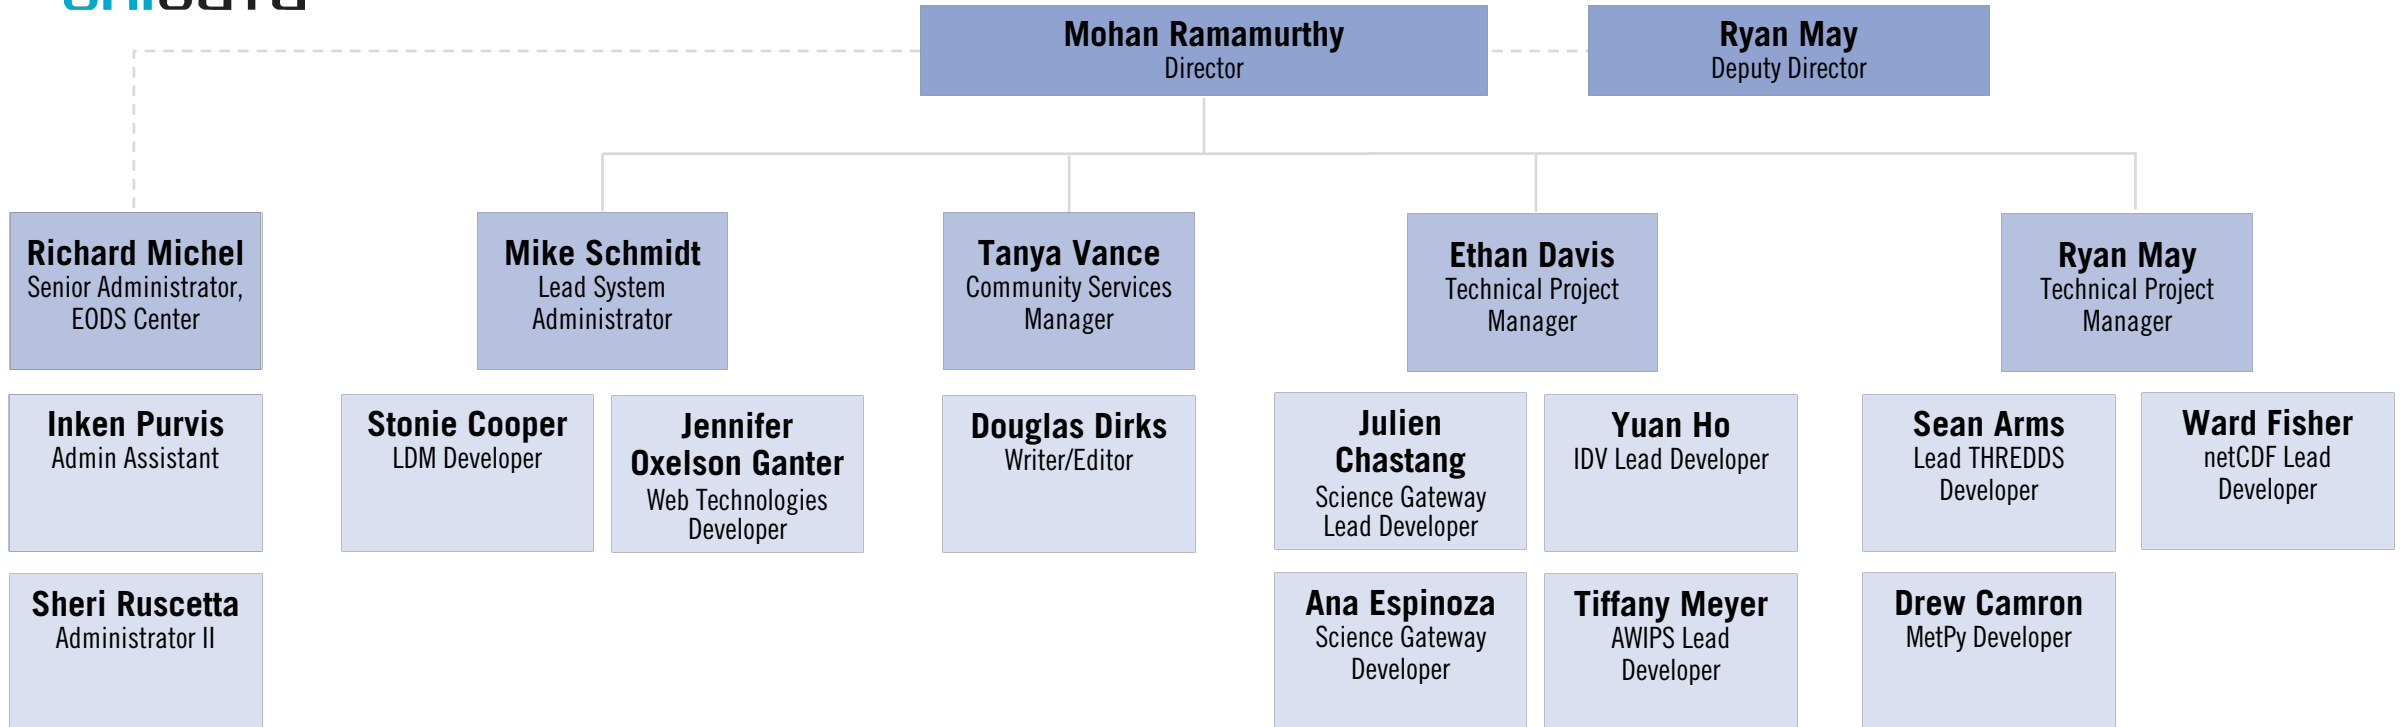 Mohan Ramamurthy
Director
Ryan May
Deputy Director
Richard Michel
Senior Administrator,
EODS Center
Mike Schmidt
Lead System
Administrator
Tanya Vance
Community Services
Manager
Ethan Davis
Technical Project
Manager
Ryan May
Technical Project
Manager
Inken Purvis
Admin Assistant
Stonie Cooper
LDM Developer
Jennifer
Oxelson Ganter
Web Technologies
Developer
Douglas Dirks
Writer/Editor
Julien
Chastang
Science Gateway
Lead Developer
Yuan Ho
IDV Lead Developer
Sean Arms
Lead THREDDS
Developer
Ward Fisher
netCDF Lead
Developer
Sheri Ruscetta
Administrator II
Ana Espinoza
Science Gateway
Developer
Tiffany Meyer
AWIPS Lead
Developer
Drew Camron
MetPy Developer